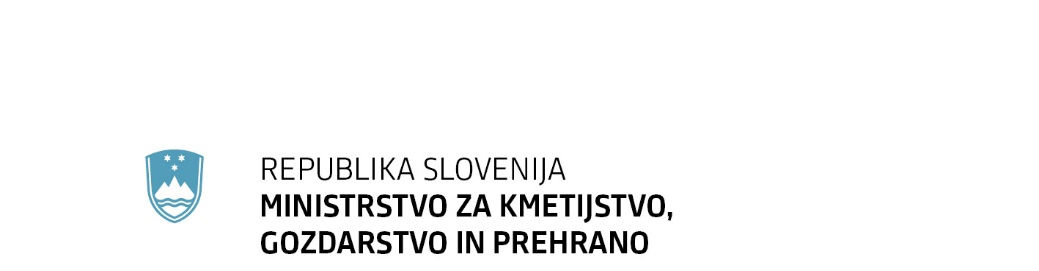 REPUBLIKA SLOVENIJA
MINISTRSTVO ZA KMETIJSTVO,
GOZDARSTVO IN PREHRANO